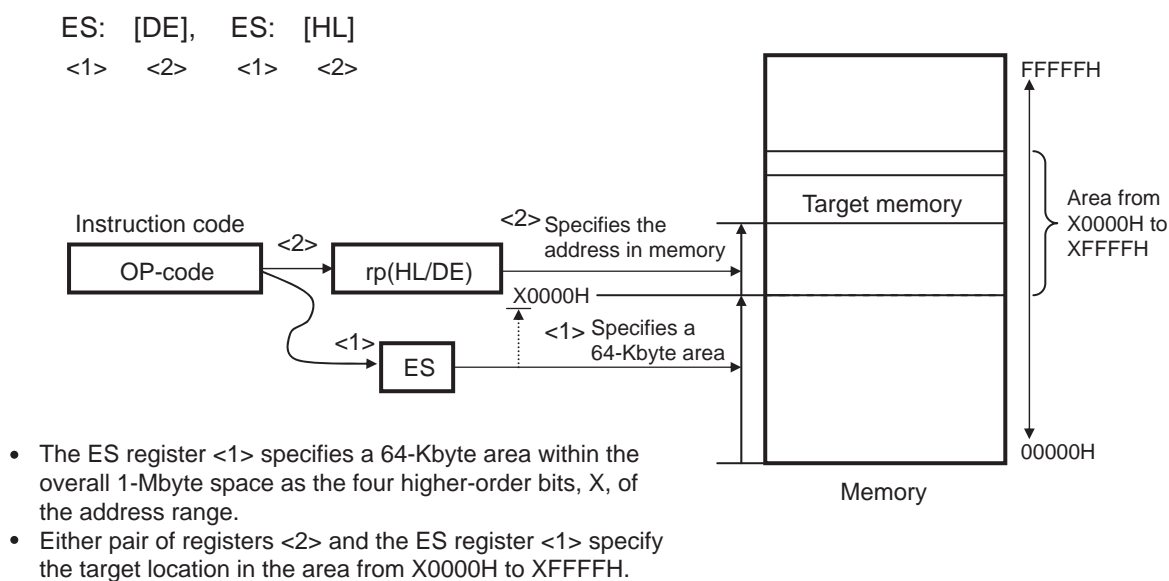 ES: [DE], ES: [HL]
<1> <2> <1> <2>
FFFFFH
Target memory
Area from
X0000H to
XFFFFH
Instruction code
OP-code
<2>
rp(HL/DE)
<2> Specifies the
address in memory
X0000H
<1>
ES
<1> Specifies a
64-Kbyte area
00000H
Memory
• The ES register <1> specifies a 64-Kbyte area within the
overall 1-Mbyte space as the four higher-order bits, X, of
the address range.
• Either pair of registers <2> and the ES register <1> specify
the target location in the area from X0000H to XFFFFH.